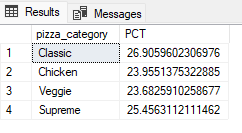 Results Messages
pizza_category PCT
1 Classic 26.9059602306976
2 Chicken 23.9551375322885
3 Veggie 23.6825910258677
4 Supreme 25.4563112111462